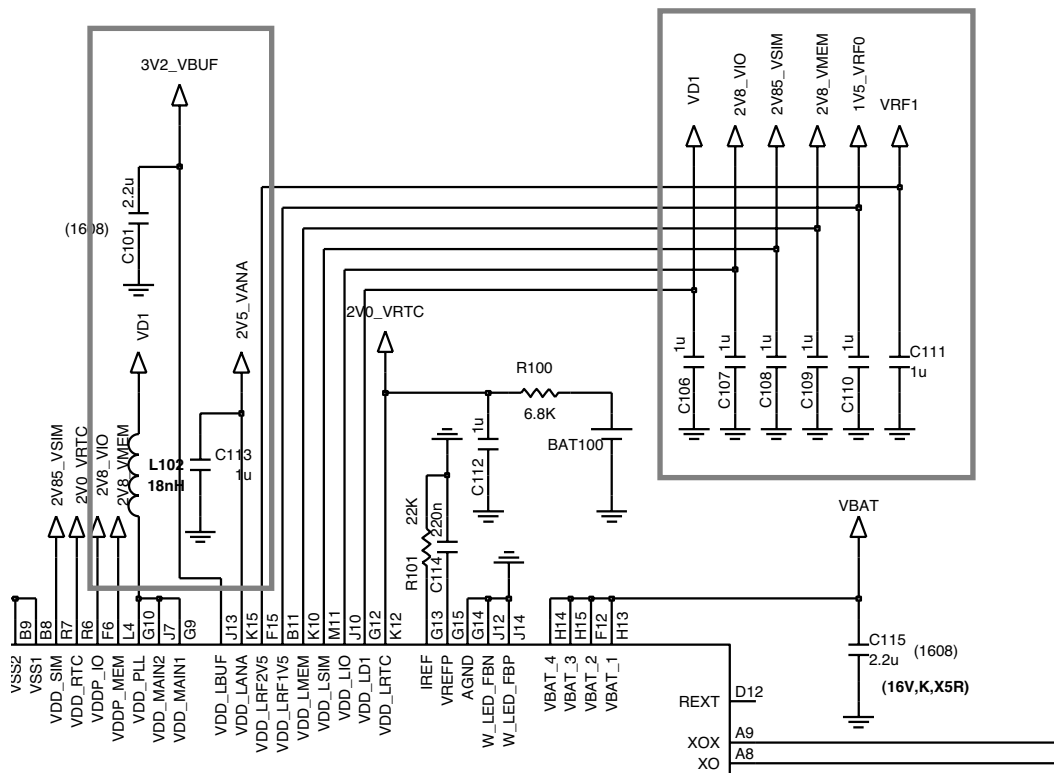 3V2_VBUF
2.2u
(1608)
C101
VD1
2V5_VANA
2V0_VRTC
VD1
2V8_VIO
2V85_VSIM
2V8_VMEM
1V5_VRF0
VRF1
1u
C106
1u
C107
1u
C108
1u
C109
1u
C110
C111
1u
R100
6.8K
BAT100
1u
C112
2V85_VSIM
2V0_VRTC
2V8_VIO
2V8_VMEM
L102
18nH
C113
1u
22K
R101
220n
C114
VBAT
C115
2.2u
(1608)
(16V,K,X5R)
B9
B8
R7
R6
F6
L4
G10
J7
G9
J13
K15
F15
B11
K10
M11
J10
G12
K12
G13
G15
G14
J12
J14
H14
H15
F12
H13
VSS2
VSS1
VDD_SIM
VDD_RTC
VDDP_IO
VDDP_MEM
VDD_PLL
VDD_MAIN2
VDD_MAIN1
VDD_LBUF
VDD_LANA
VDD_LRF2V5
VDD_LRF1V5
VDD_LMEM
VDD_LSIM
VDD_LIO
VDD_LD1
VDD_LRTC
IREF
VREFP
AGND
W_LED_FBN
W_LED_FBP
VBAT_4
VBAT_3
VBAT_2
VBAT_1
REXT
D12
XOX
A9
XO
A8